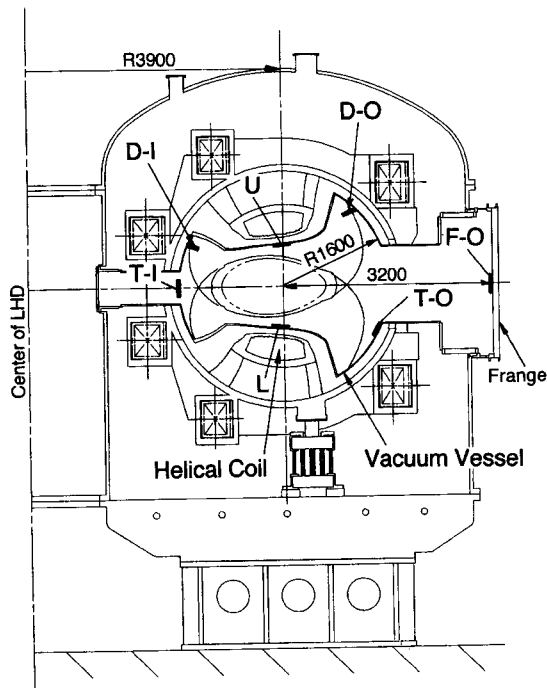 R3900
D-O
D-I
U
R1600
F-O
T-I
3200
T-O
Center of LHD
Frange
L
Helical Coil
Vacuum Vessel